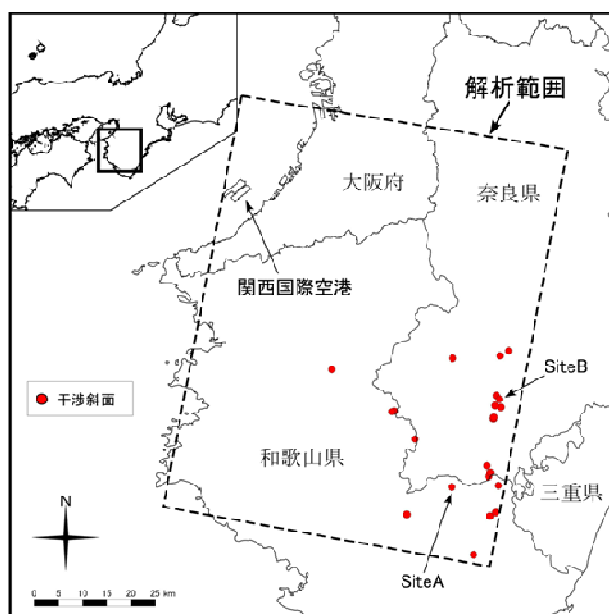 解析範囲
大阪府
奈良県
関西国際空港
SiteB
干渉斜面
和歌山県
三重県
N
SiteA
0 5 10 15 20 25 km